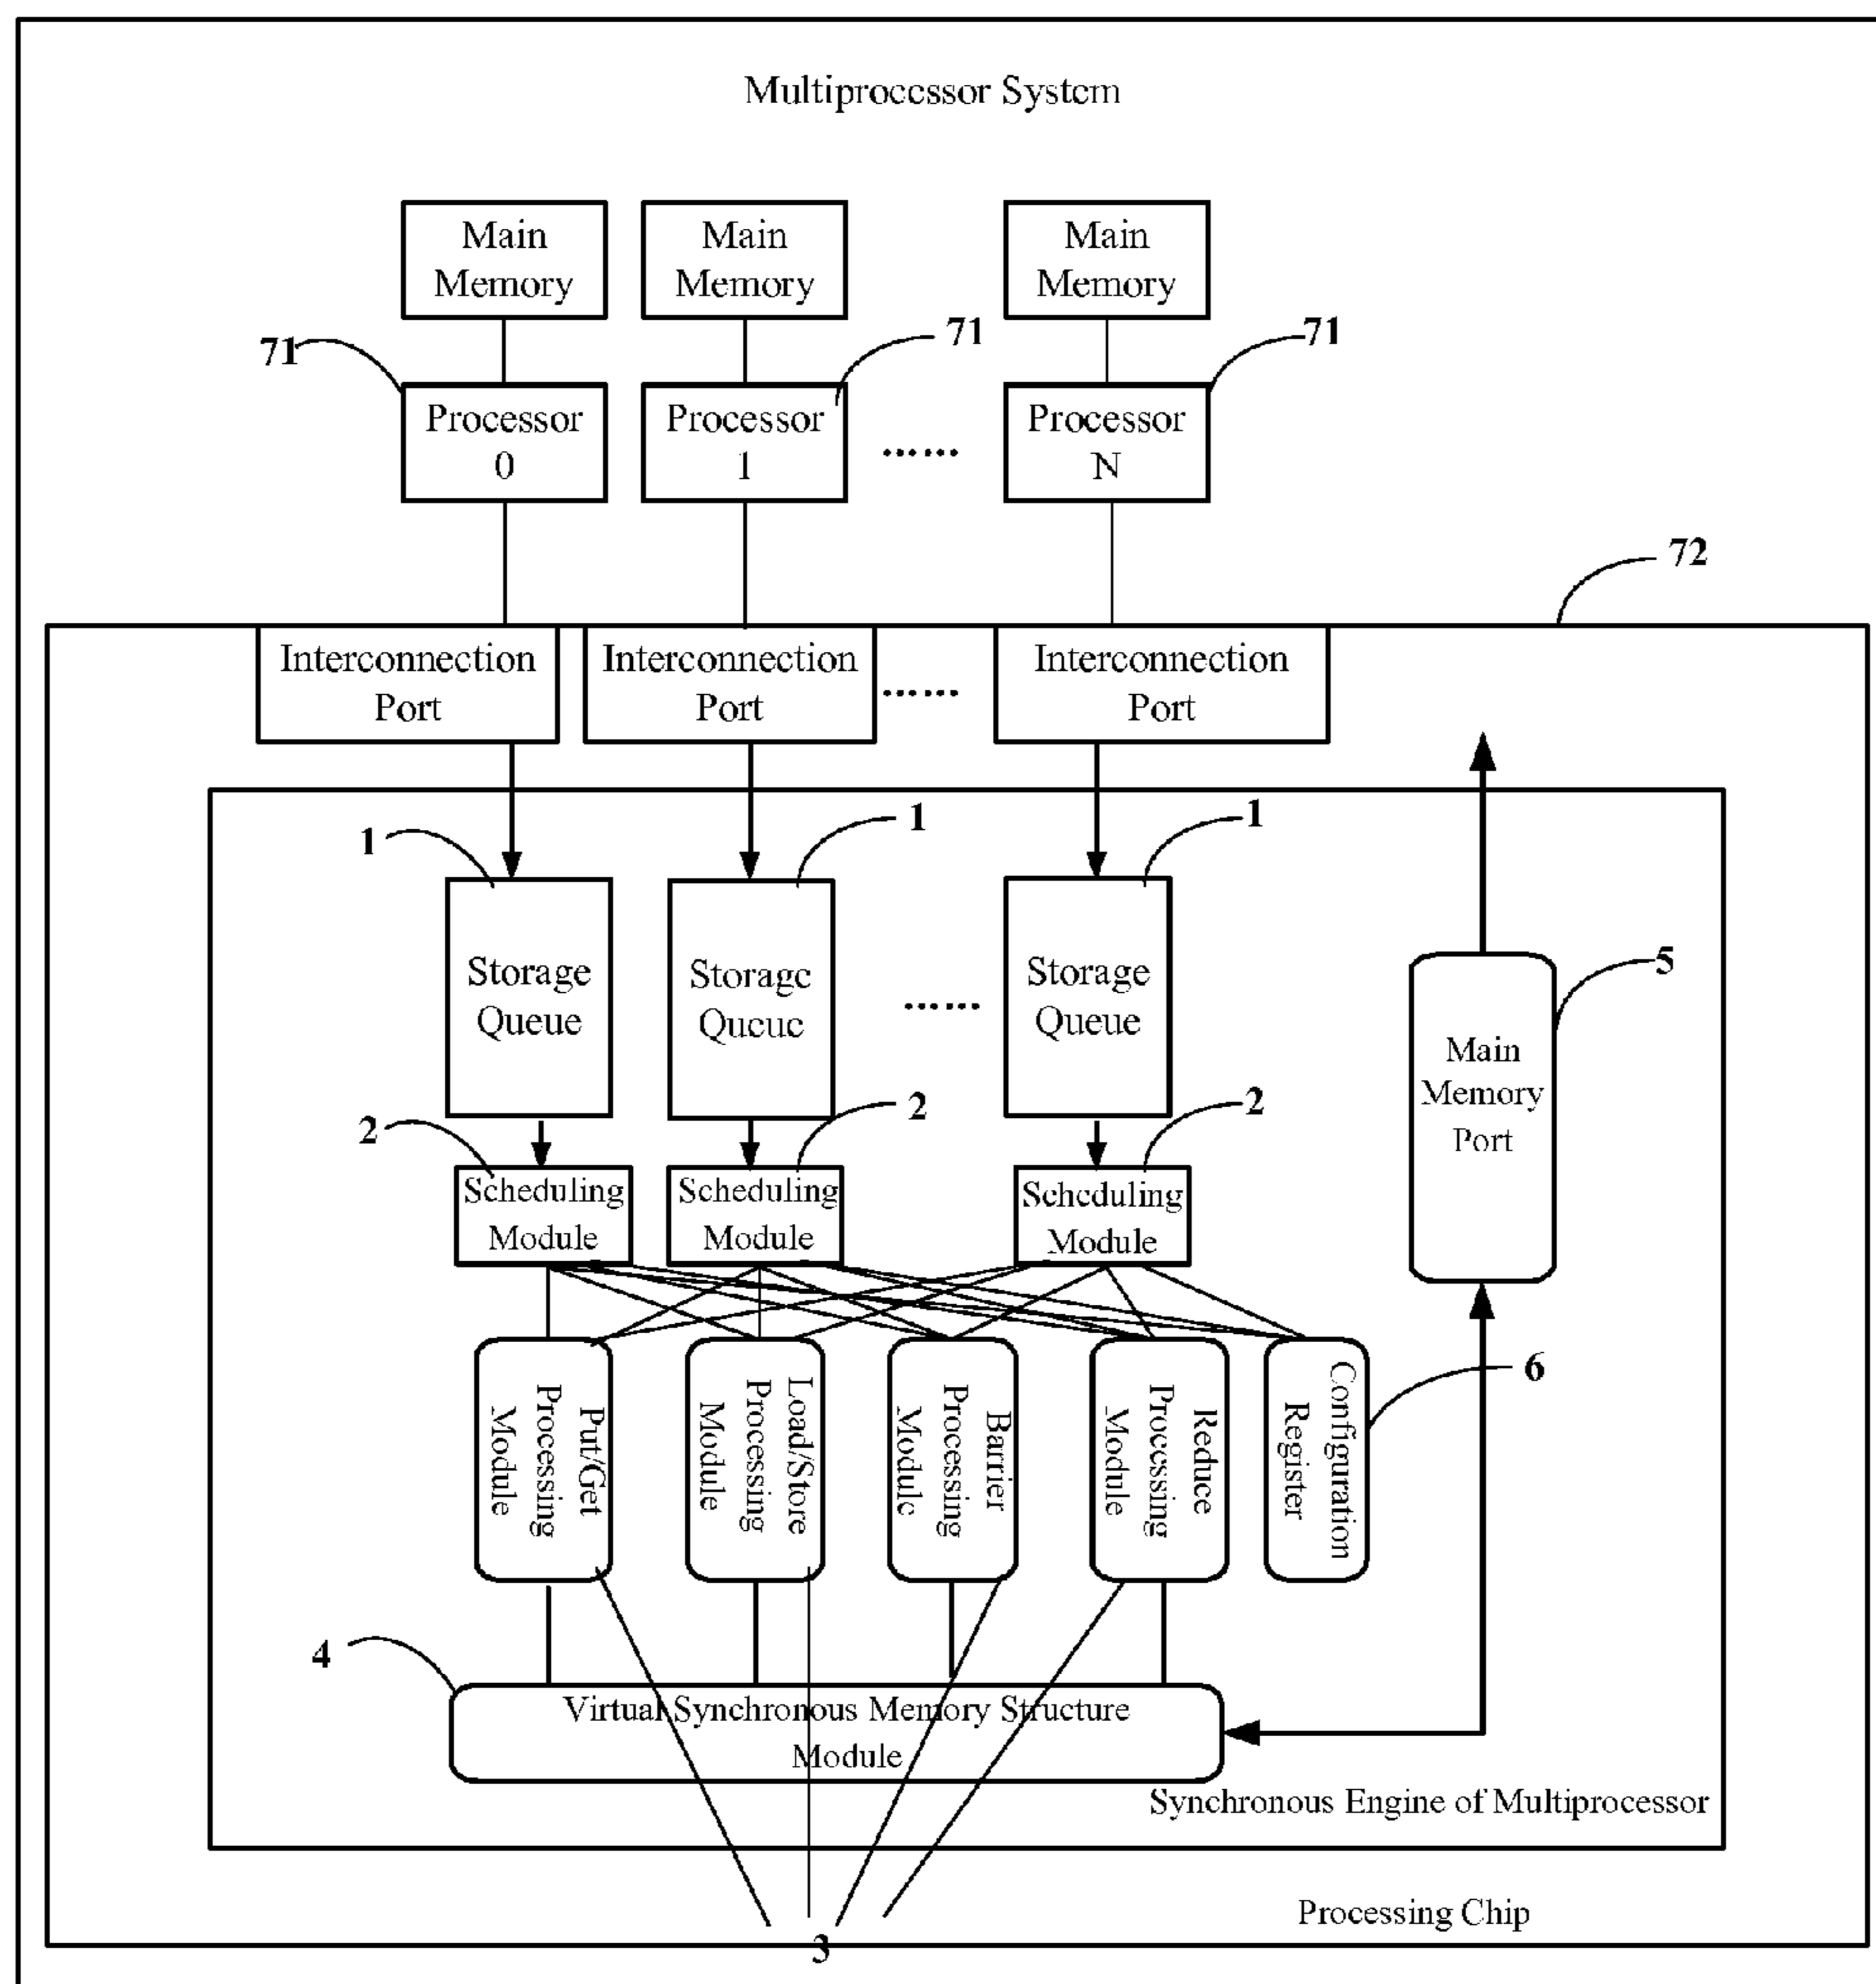 Multiprocessor System
Main
Memory
Main
Memory
Main
Memory
71
71
71
Processor
0
Processor
1
......
Processor
N
72
Interconnection
Port
Interconnection
Port
......
Interconnection
Port
1
1
1
Storage
Queue
Storage
Queue
......
Storage
Queue
5
Main
Memory
Port
2
2
2
Scheduling
Module
Scheduling
Module
Scheduling
Module
Put/Get
Processing
Module
Load/Store
Processing
Module
Barrier
Processing
Module
Reduce
Processing
Module
Configuration
Register
6
4
Virtual Synchronous Memory Structure
Module
Synchronous Engine of Multiprocessor
Processing Chip
3